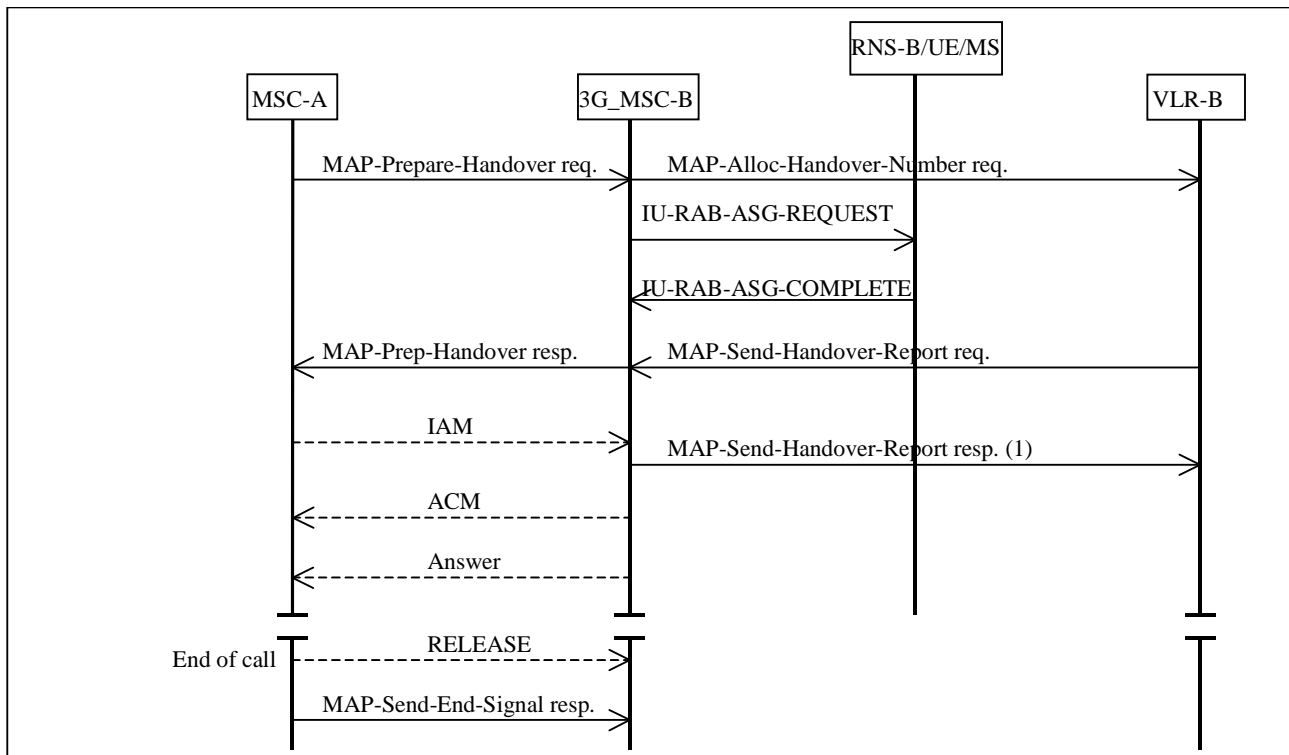 RNS-B/UE/MS
MSC-A
3G_MSC-B
VLR-B
MAP-Prepare-Handover req.
MAP-Alloc-Handover-Number req.
IU-RAB-ASG-REQUEST
IU-RAB-ASG-COMPLETE
MAP-Prep-Handover resp.
MAP-Send-Handover-Report req.
IAM
MAP-Send-Handover-Report resp. (1)
ACM
Answer
RELEASE
End of call
MAP-Send-End-Signal resp.